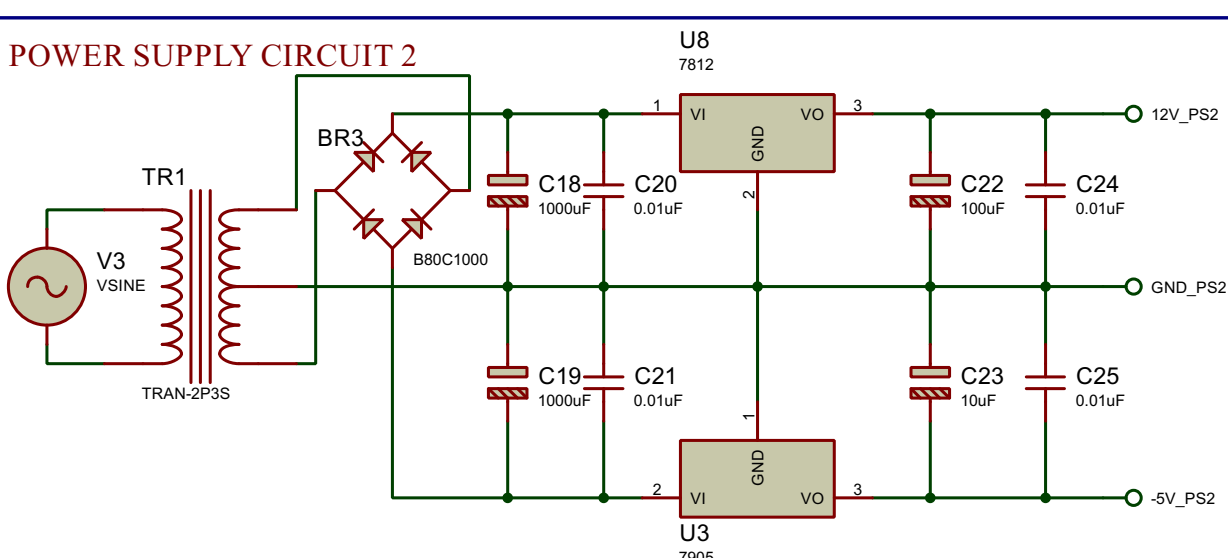 POWER SUPPLY CIRCUIT 2
U8
7812
1
VI
VO
3
GND
2
12V_PS2
BR3
TR1
C18
1000uF
C20
0.01uF
C22
100uF
C24
0.01uF
V3
VSINE
B80C1000
GND_PS2
TRAN-2P3S
C19
1000uF
C21
0.01uF
C23
10uF
C25
0.01uF
1
GND
2
VI
VO
3
-5V_PS2
U3
7905